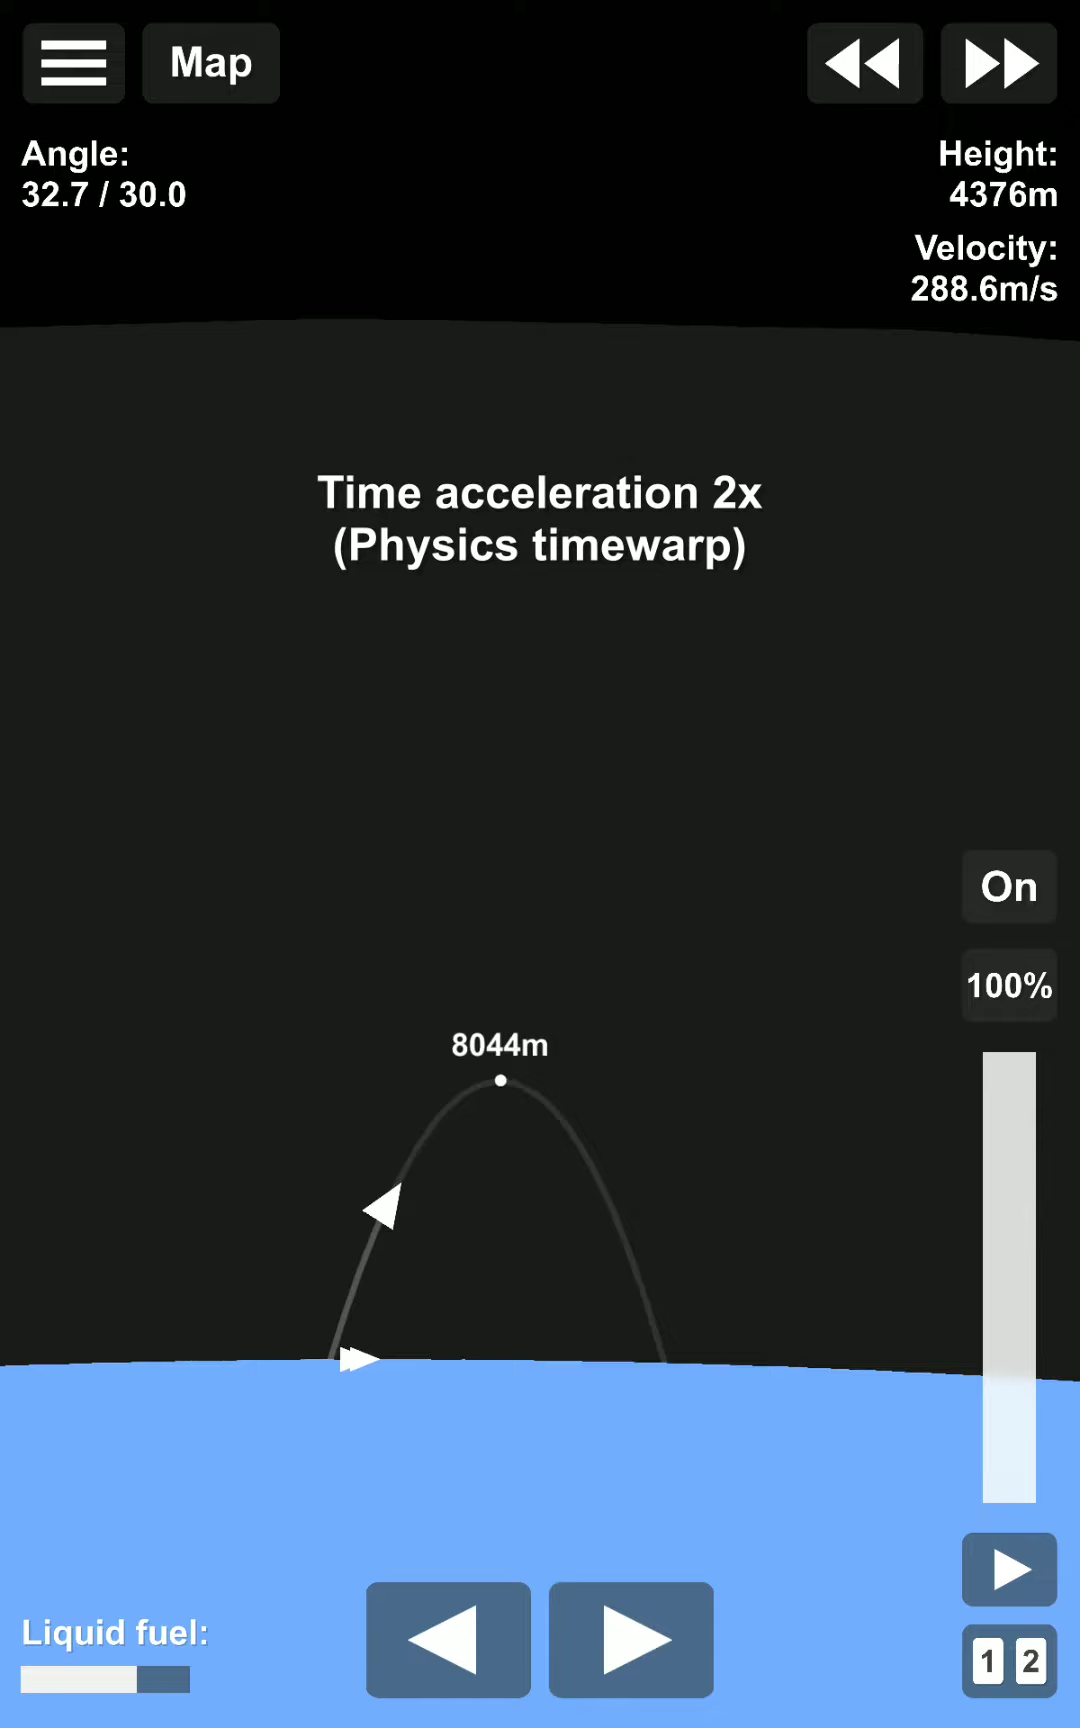 Map
Angle:
32.7 / 30.0
Height:
4376m
Velocity:
288.6m/s
Time acceleration 2x
(Physics timewarp)
On
100%
8044m
Liquid fuel:
1 2